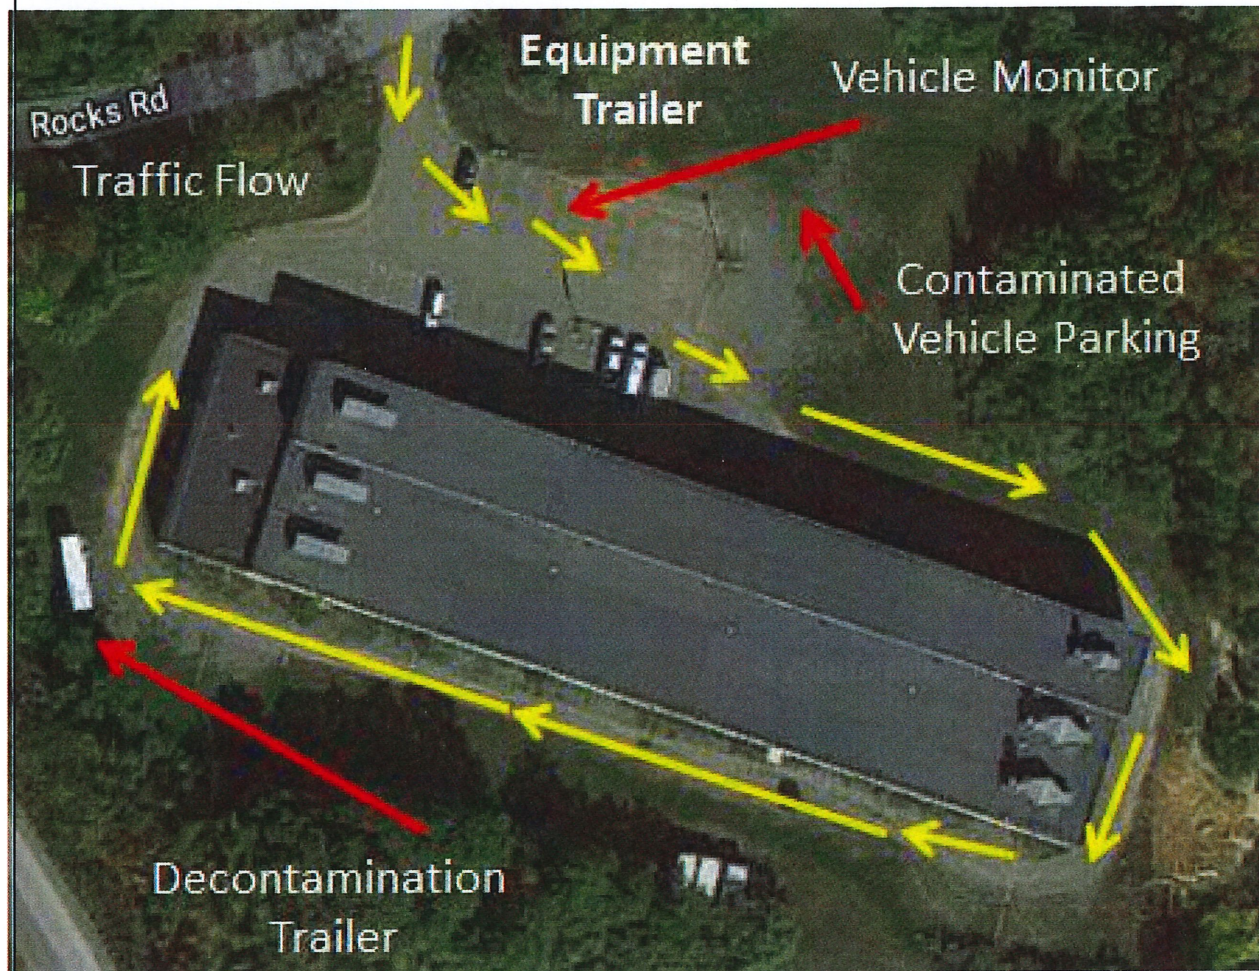 Equipment
Trailer
Vehicle Monitor
Rocks Rd
Traffic Flow
Contaminated
Vehicle Parking
Decontamination
Trailer